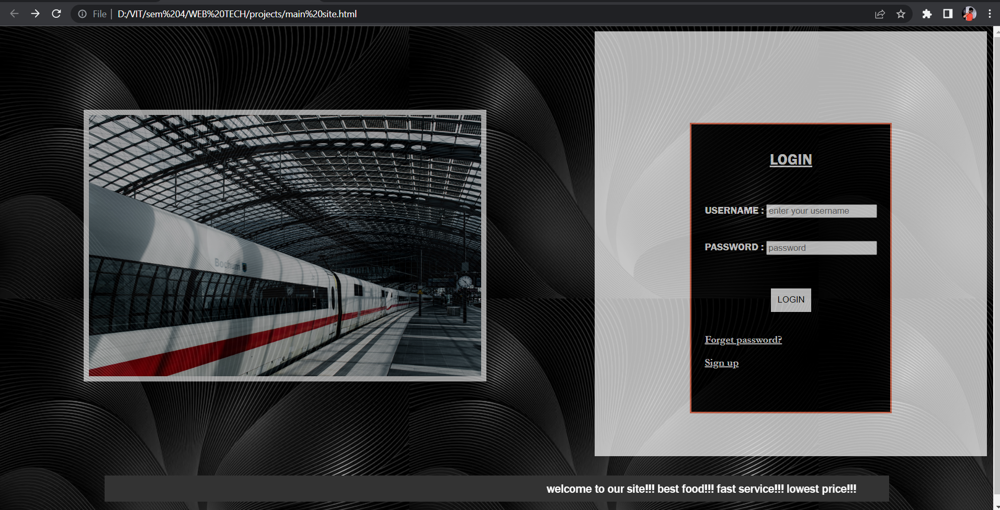 File | D:/VIT/sem%204/WEB%20TECH/projects/main%20site.html
Bochum
1
LOGIN
USERNAME : enter your username
PASSWORD : password
LOGIN
Forget password?
Sign up
welcome to our site!!! best food!!! fast service!!! lowest price!!!